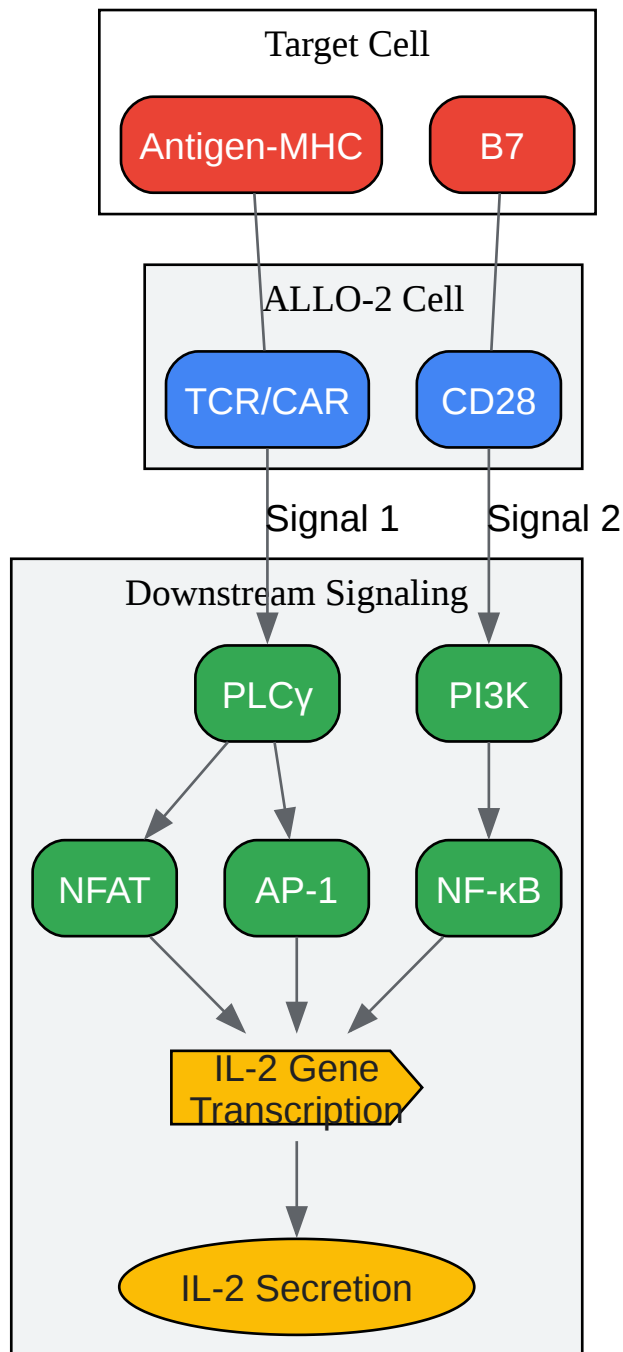 Target Cell
Antigen-MHC
B7
ALLO-2 Cell
TCR/CAR
CD28
Signal 1
Signal 2
Downstream Signaling
PLCγ
PI3K
NFAT
AP-1
NF-κB
IL-2 Gene
Transcription
IL-2 Secretion